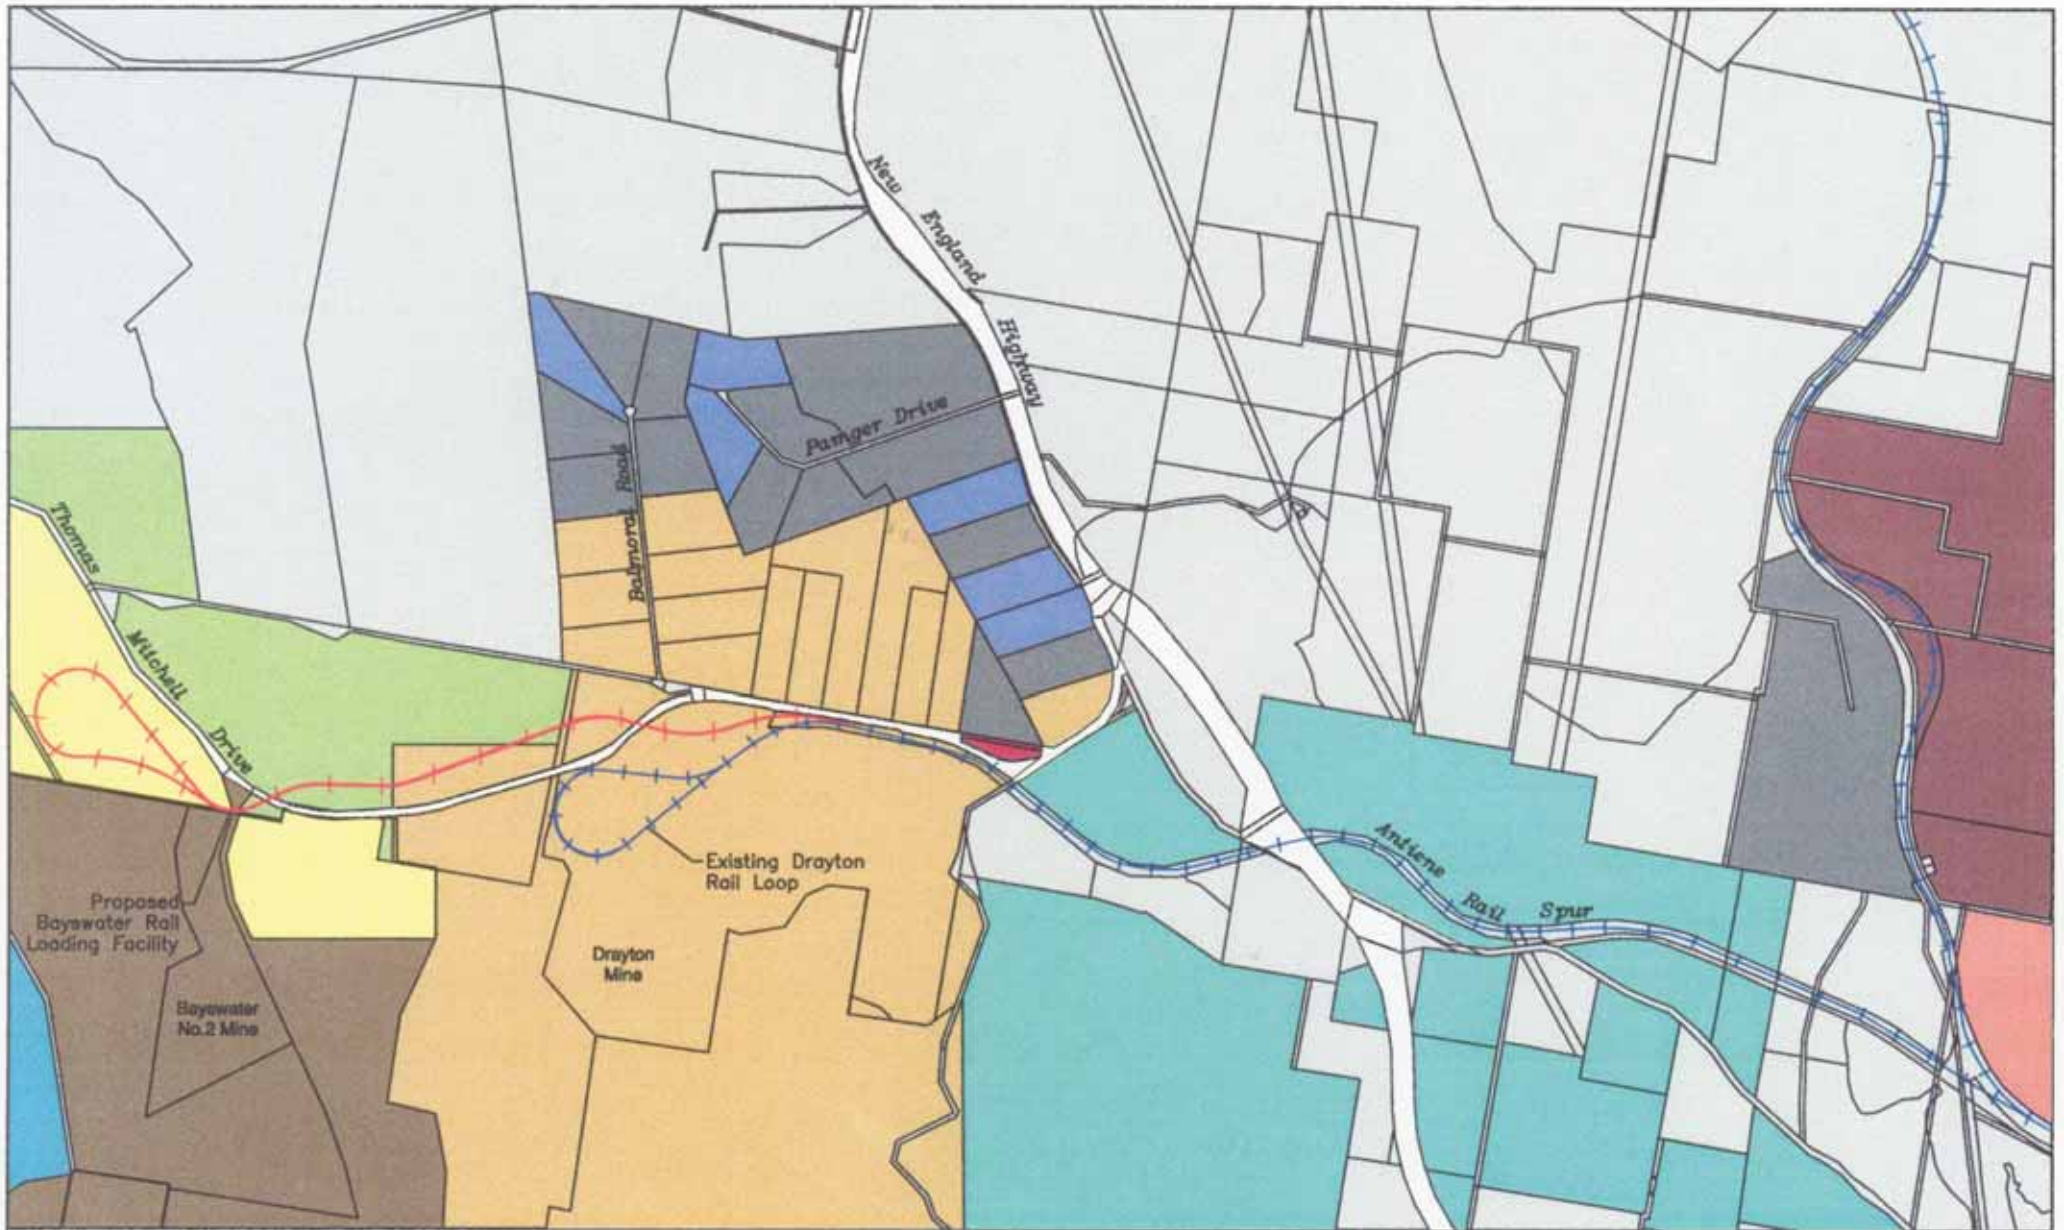 New
England
Highway
Pamger Drive
Balmoral Road
Thomas
Mitchell
Drive
Existing Drayton
Rail Loop
Antiene
Rail Spur
Proposed
Bayswater Rail
Loading Facility
Drayton
Mine
Bayswater
No.2 Mine